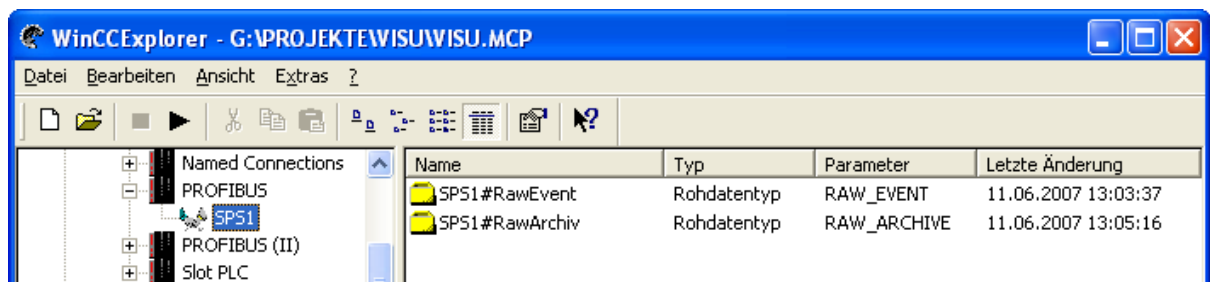 WinCCExplorer - G:\PROJEKTE\VISU\VISU.MCP
Datei Bearbeiten Ansicht Extras ?
Named Connections
PROFIBUS
SPS1
PROFIBUS (II)
Slot PLC
Name Typ Parameter Letzte Änderung
SPS1#RawEvent Rohdatentyp RAW_EVENT 11.06.2007 13:03:37
SPS1#RawArchiv Rohdatentyp RAW_ARCHIVE 11.06.2007 13:05:16